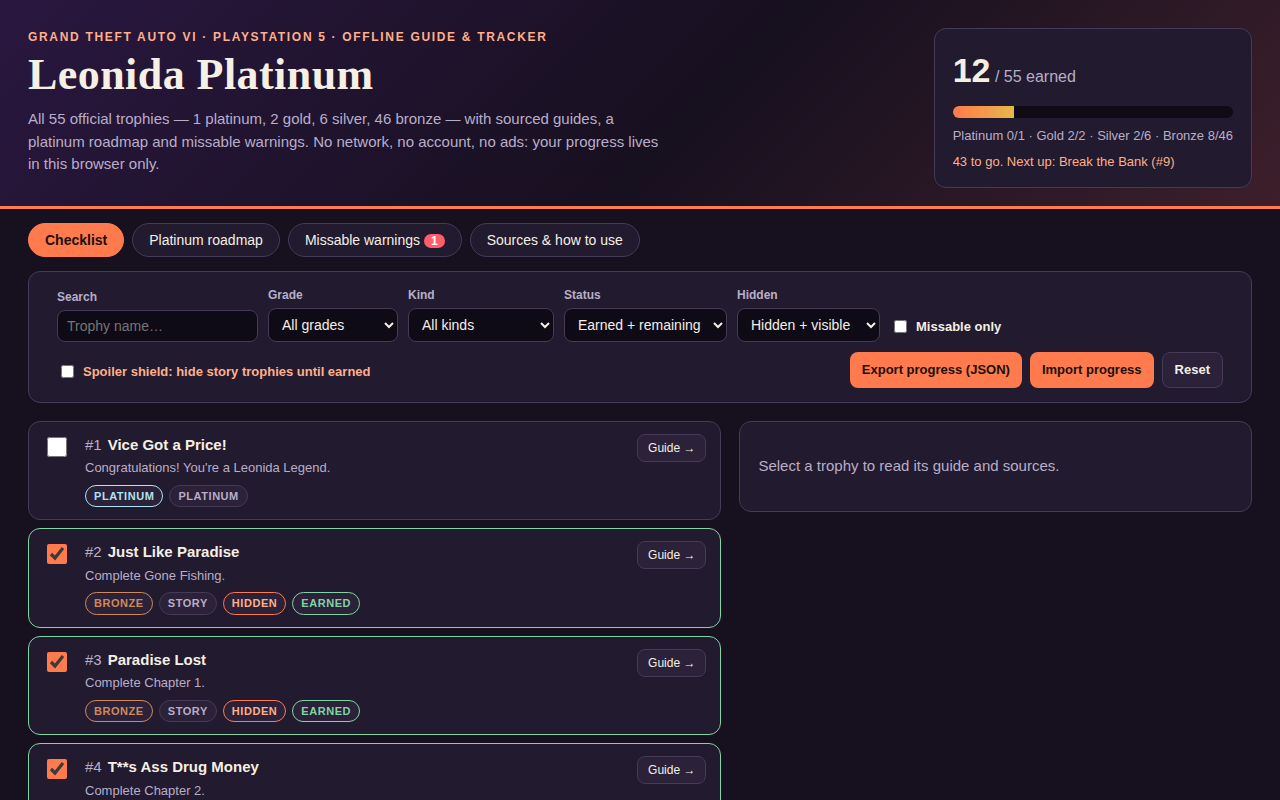 GRAND THEFT AUTO VI · PLAYSTATION 5 · OFFLINE GUIDE & TRACKER
Leonida Platinum
All 55 official trophies — 1 platinum, 2 gold, 6 silver, 46 bronze — with sourced guides, a
platinum roadmap and missable warnings. No network, no account, no ads: your progress lives
in this browser only.
12 / 55 earned
Platinum 0/1 · Gold 2/2 · Silver 2/6 · Bronze 8/46
43 to go. Next up: Break the Bank (#9)
Checklist
Platinum roadmap
Missable warnings 1
Sources & how to use
Search
Trophy name…
Grade
All grades
Kind
All kinds
Status
Earned + remaining
Hidden
Hidden + visible
Missable only
Spoiler shield: hide story trophies until earned
Export progress (JSON)
Import progress
Reset
#1 Vice Got a Price!
Congratulations! You're a Leonida Legend.
PLATINUM PLATINUM
Guide →
#2 Just Like Paradise
Complete Gone Fishing.
BRONZE STORY HIDDEN EARNED
Guide →
#3 Paradise Lost
Complete Chapter 1.
BRONZE STORY HIDDEN EARNED
Guide →
#4 T**s Ass Drug Money
Complete Chapter 2.
Guide →
Select a trophy to read its guide and sources.